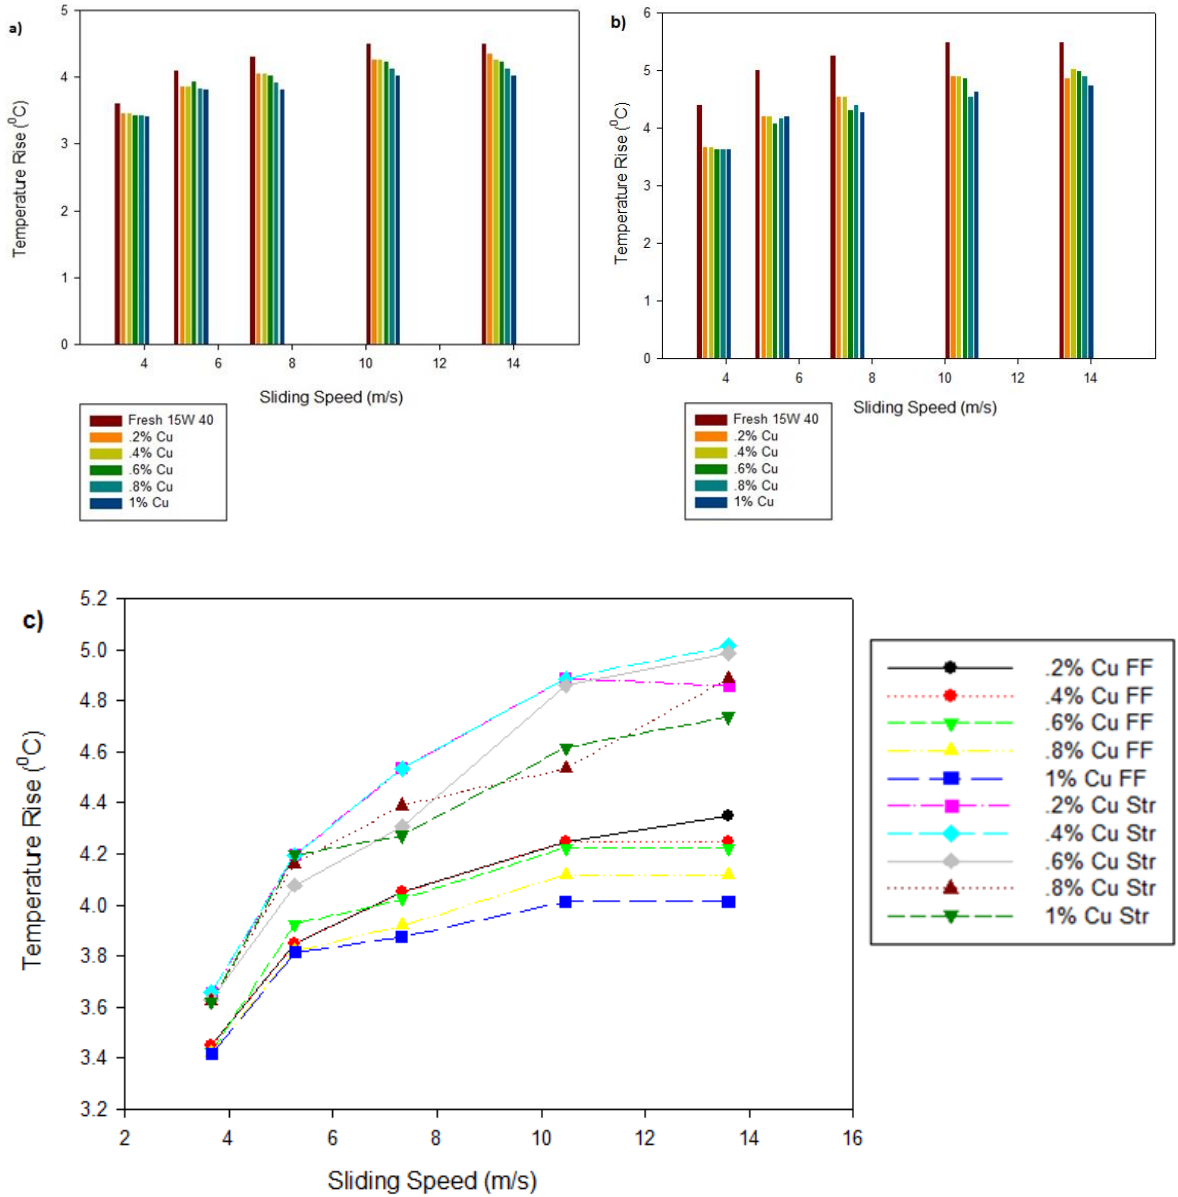 a)
5
4
3
2
1
0
Temperature Rise (⁰C)
4
6
8
10
12
14
Sliding Speed (m/s)
Fresh 15W 40
.2% Cu
.4% Cu
.6% Cu
.8% Cu
1% Cu
b)
6
5
4
3
2
1
0
Temperature Rise (⁰C)
4
6
8
10
12
14
Sliding Speed (m/s)
Fresh 15W 40
.2% Cu
.4% Cu
.6% Cu
.8% Cu
1% Cu
c)
5.2
5.0
4.8
4.6
4.4
4.2
4.0
3.8
3.6
3.4
3.2
Temperature Rise (⁰C)
2
4
6
8
10
12
14
16
Sliding Speed (m/s)
.2% Cu FF
.4% Cu FF
.6% Cu FF
.8% Cu FF
1% Cu FF
.2% Cu Str
.4% Cu Str
.6% Cu Str
.8% Cu Str
1% Cu Str